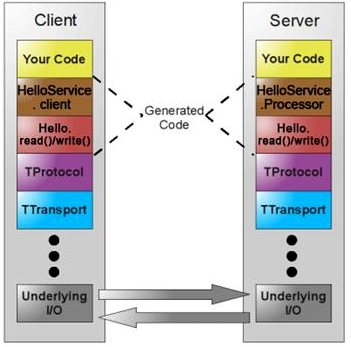 Client
Your Code
HelloService
.client
Hello.
read()/write()
TProtocol
TTransport
Underlying
I/O
Generated
Code
Server
Your Code
HelloService
.Processor
Hello.
read()/write()
TProtocol
TTransport
Underlying
I/O